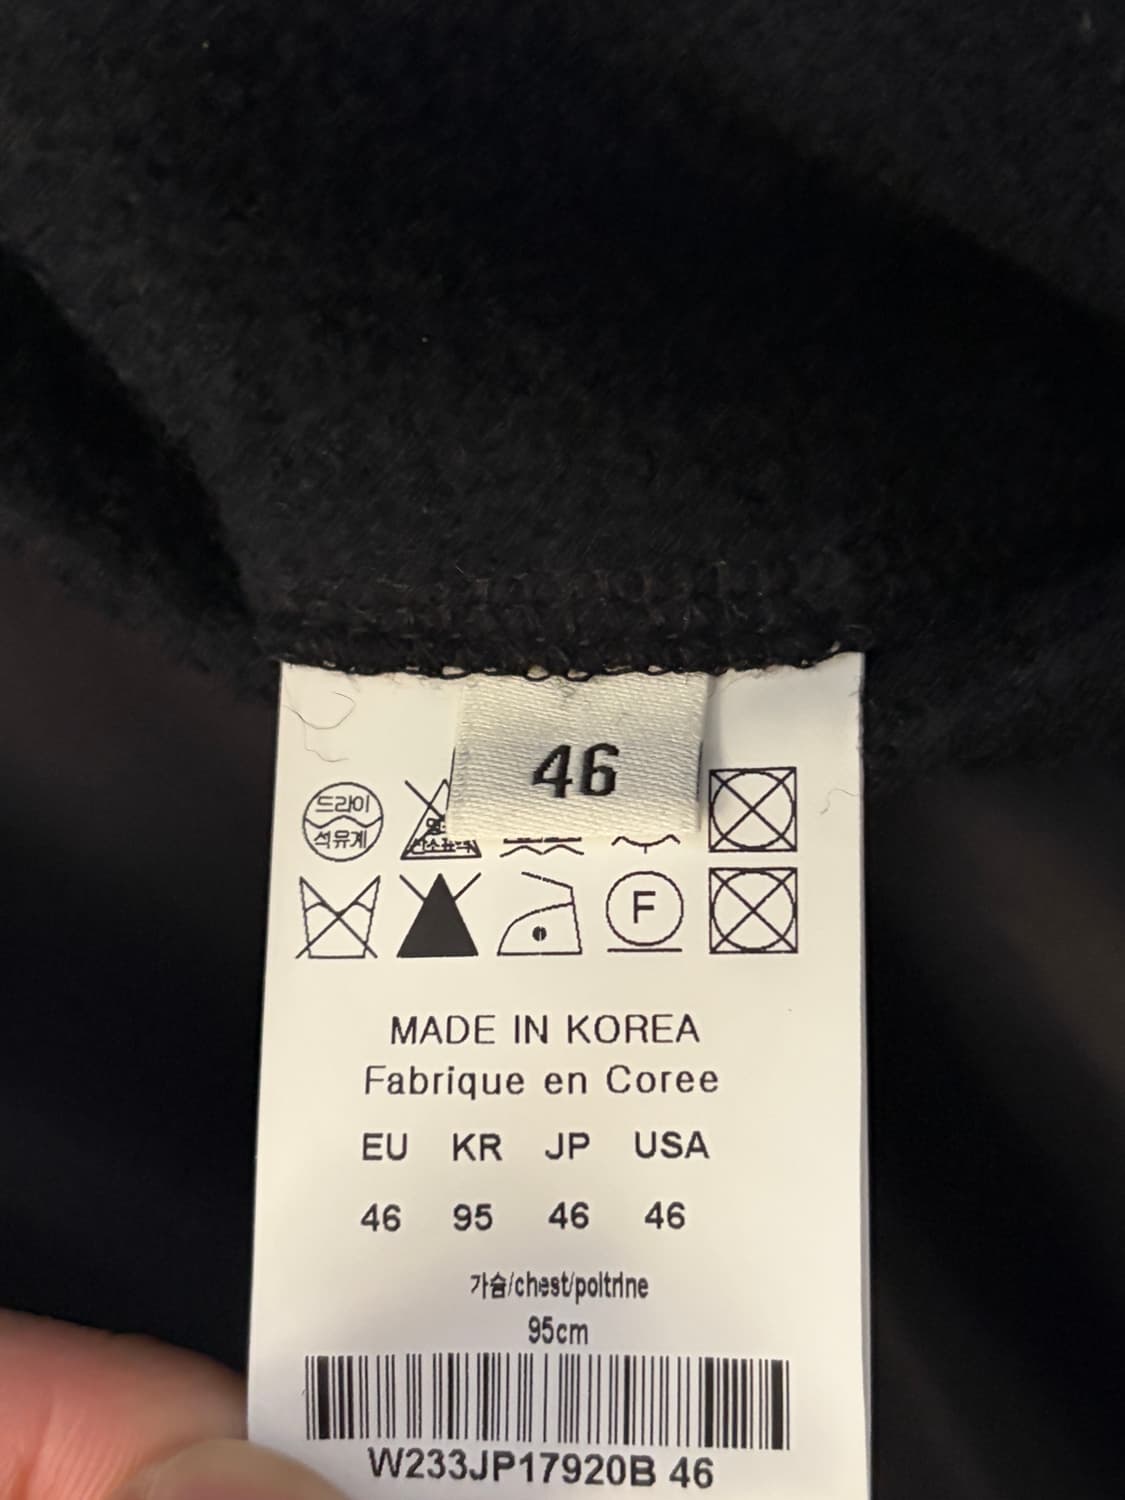 46
드라이
석유계
F
MADE IN KOREA
Fabrique en Coree
EU KR JP USA
46 95 46 46
가슴/chest/poitrine
95cm
W233JP17920B 46